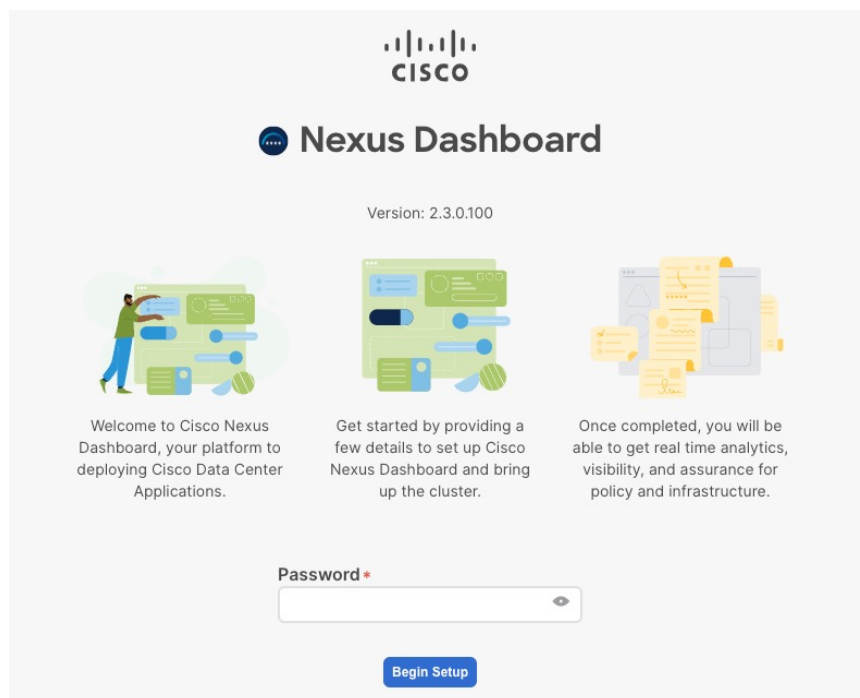 CISCO
Nexus Dashboard
Version: 2.3.0.100
Welcome to Cisco Nexus
Dashboard, your platform to
deploying Cisco Data Center
Applications.
Get started by providing a
few details to set up Cisco
Nexus Dashboard and bring
up the cluster.
Once completed, you will be
able to get real time analytics,
visibility, and assurance for
policy and infrastructure.
Password*
Begin Setup